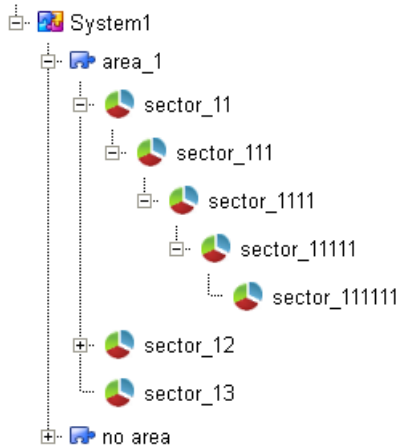 System1
area_1
sector_11
sector_111
sector_1111
sector_11111
sector_111111
sector_12
sector_13
no area